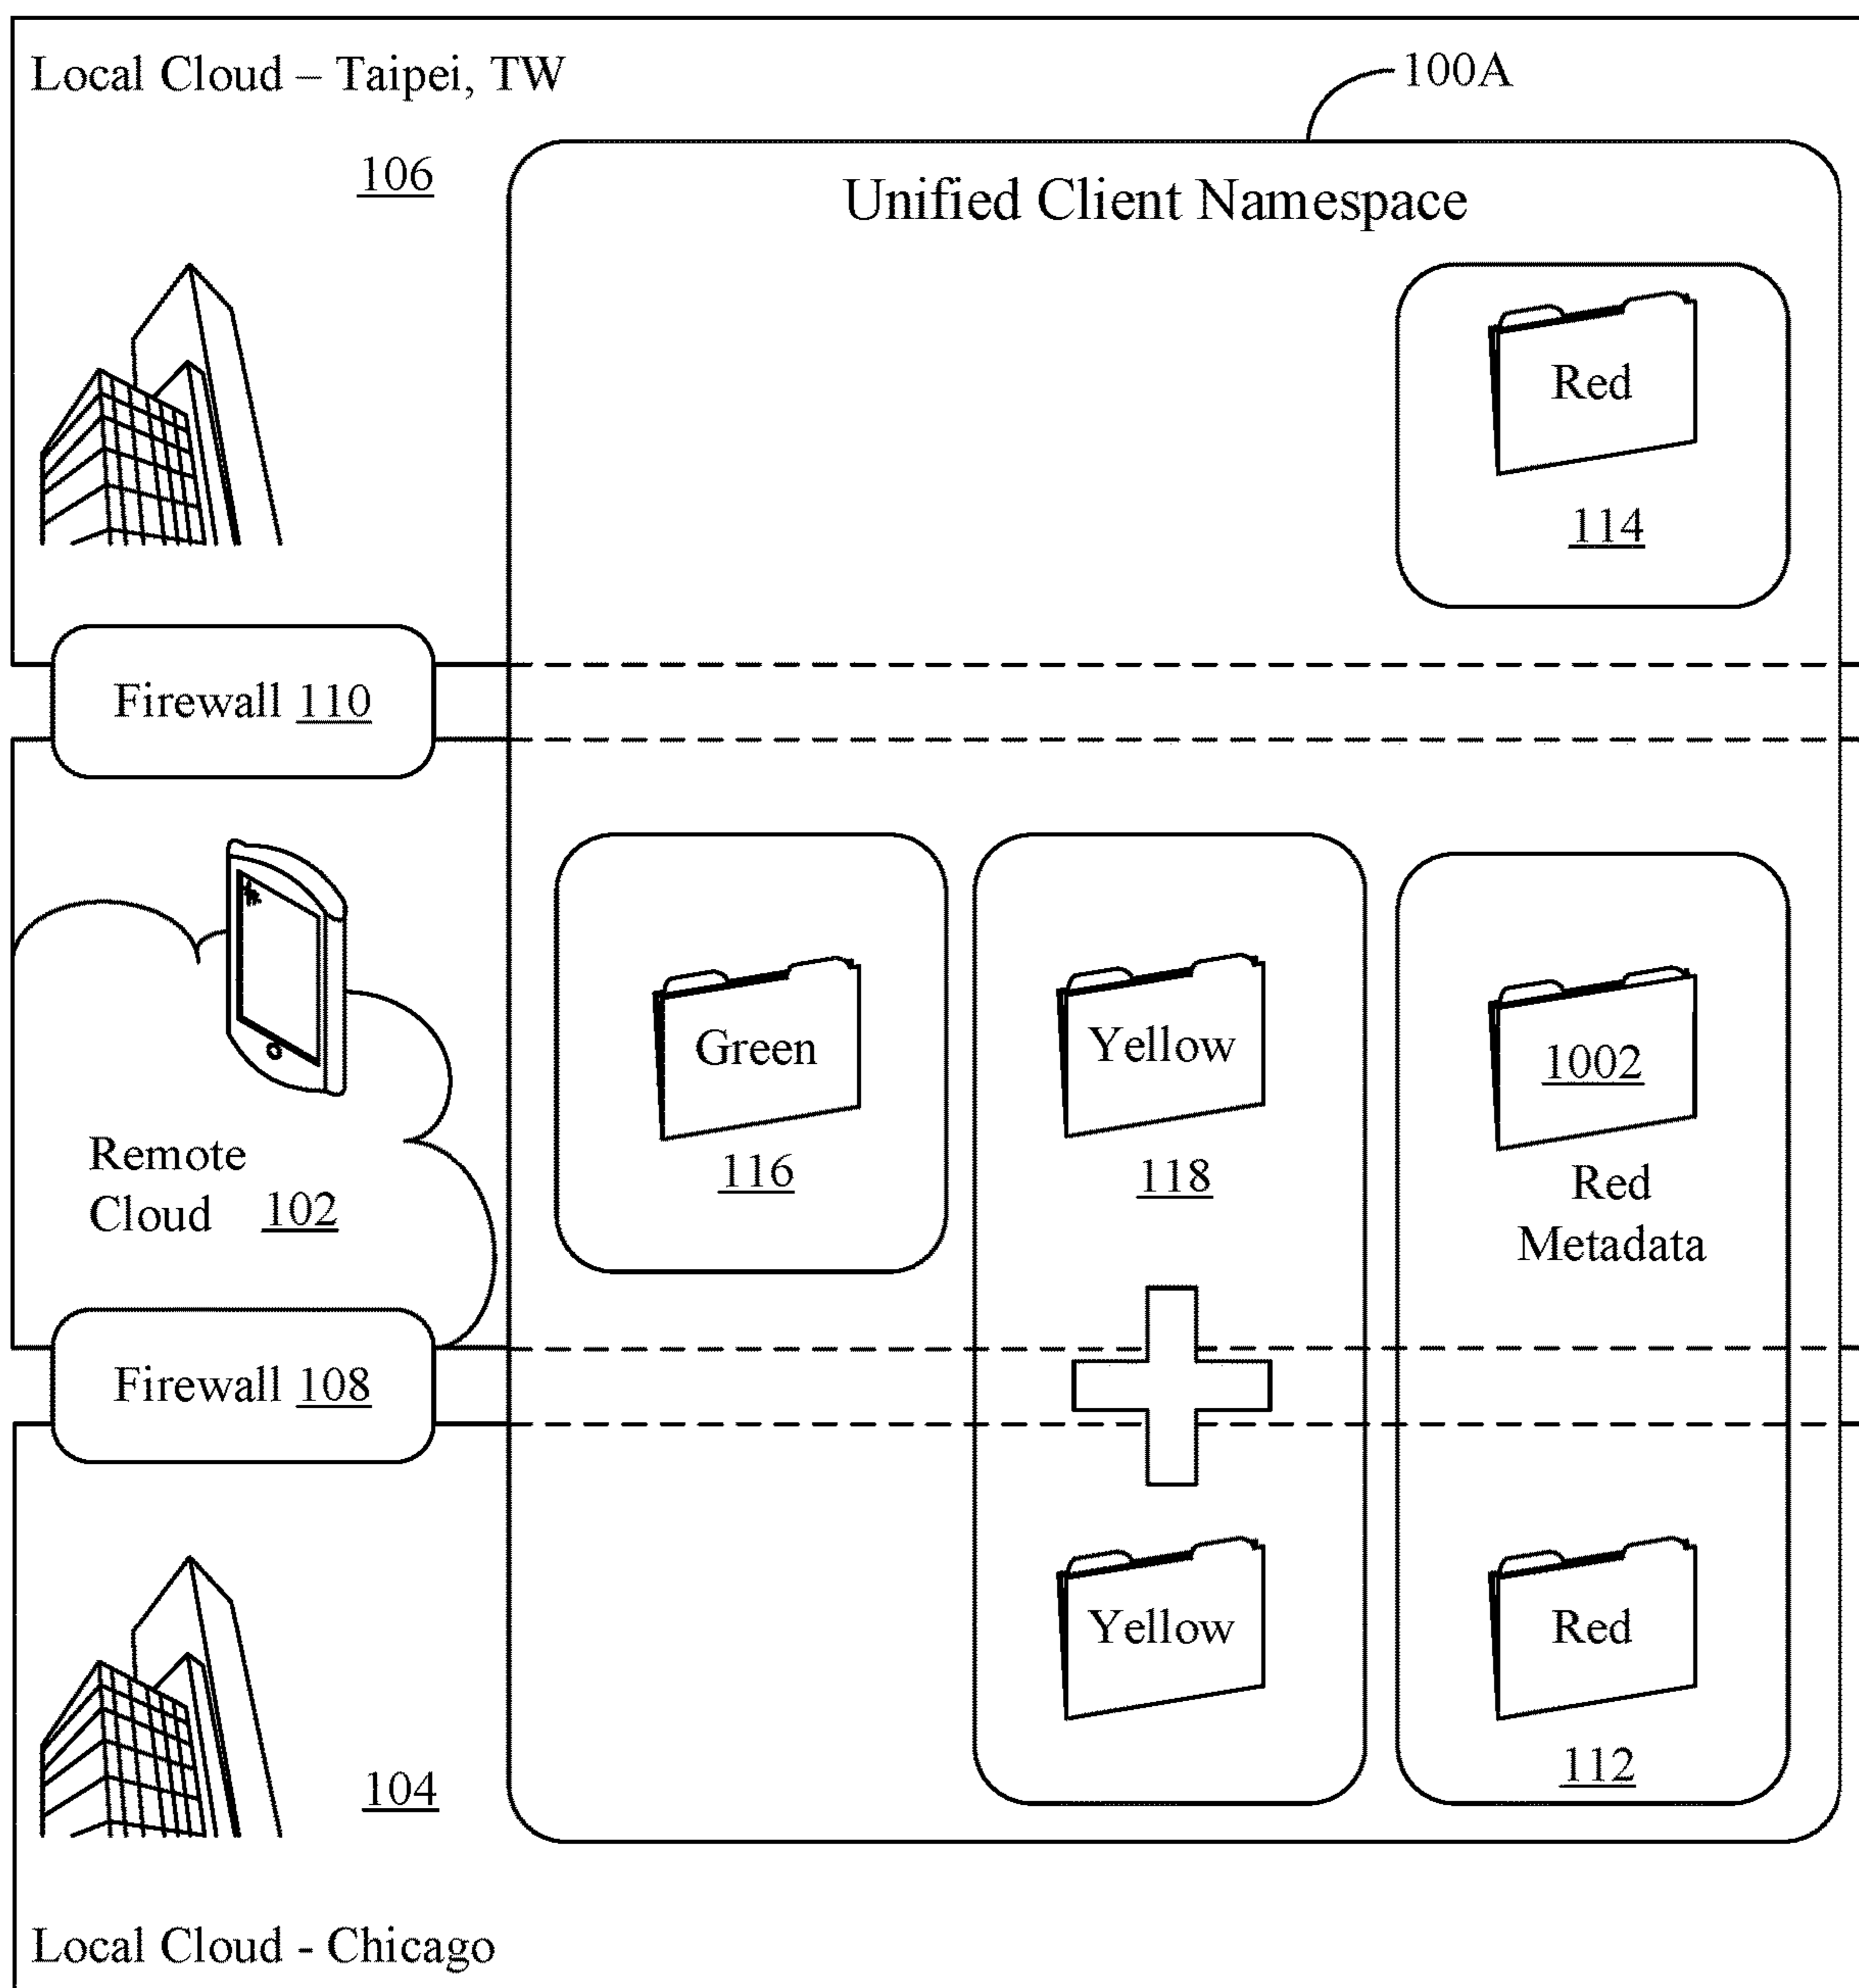 Local Cloud – Taipei, TW
100A
106
Unified Client Namespace
Red
114
Firewall 110
Green
116
Yellow
118
1002
Red
Metadata
Remote
Cloud 102
Firewall 108
Yellow
Red
112
104
Local Cloud - Chicago